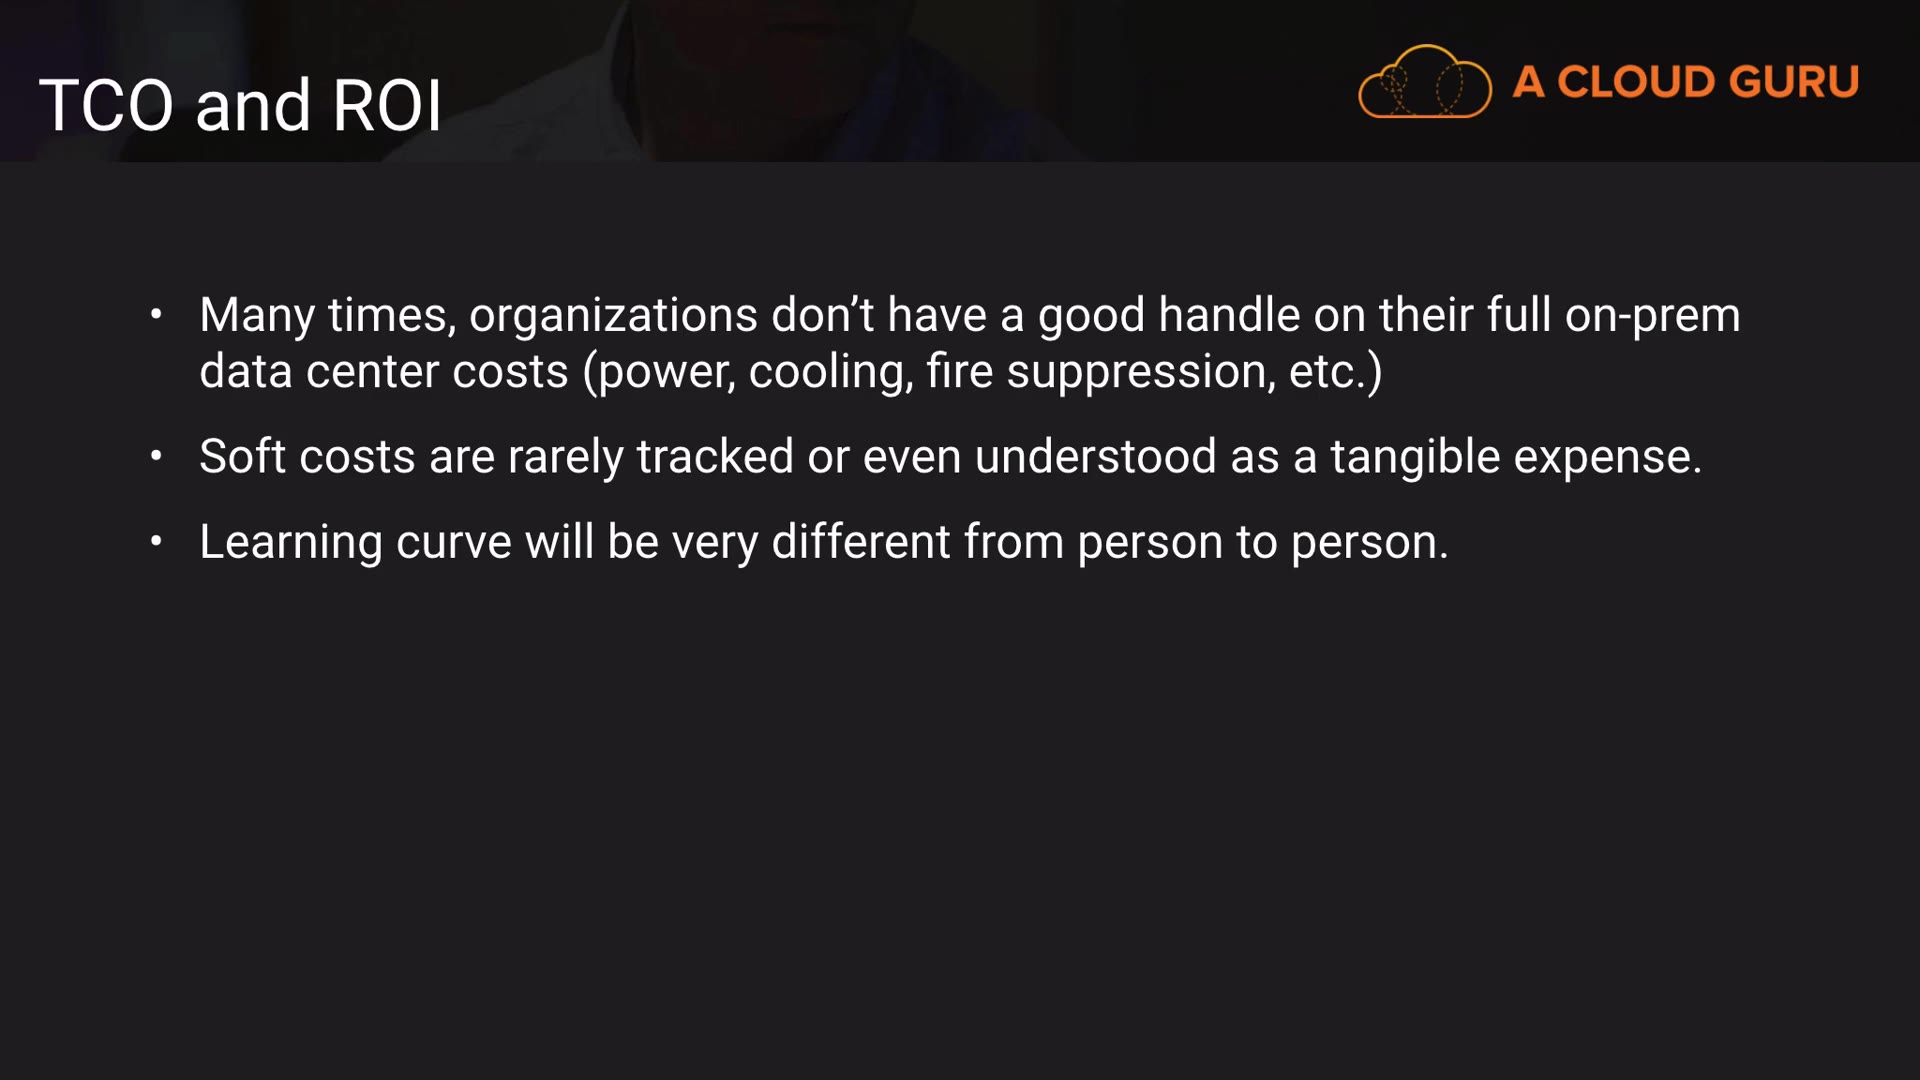 TCO and ROI
A CLOUD GURU
• Many times, organizations don’t have a good handle on their full on-prem
data center costs (power, cooling, fire suppression, etc.)
• Soft costs are rarely tracked or even understood as a tangible expense.
• Learning curve will be very different from person to person.